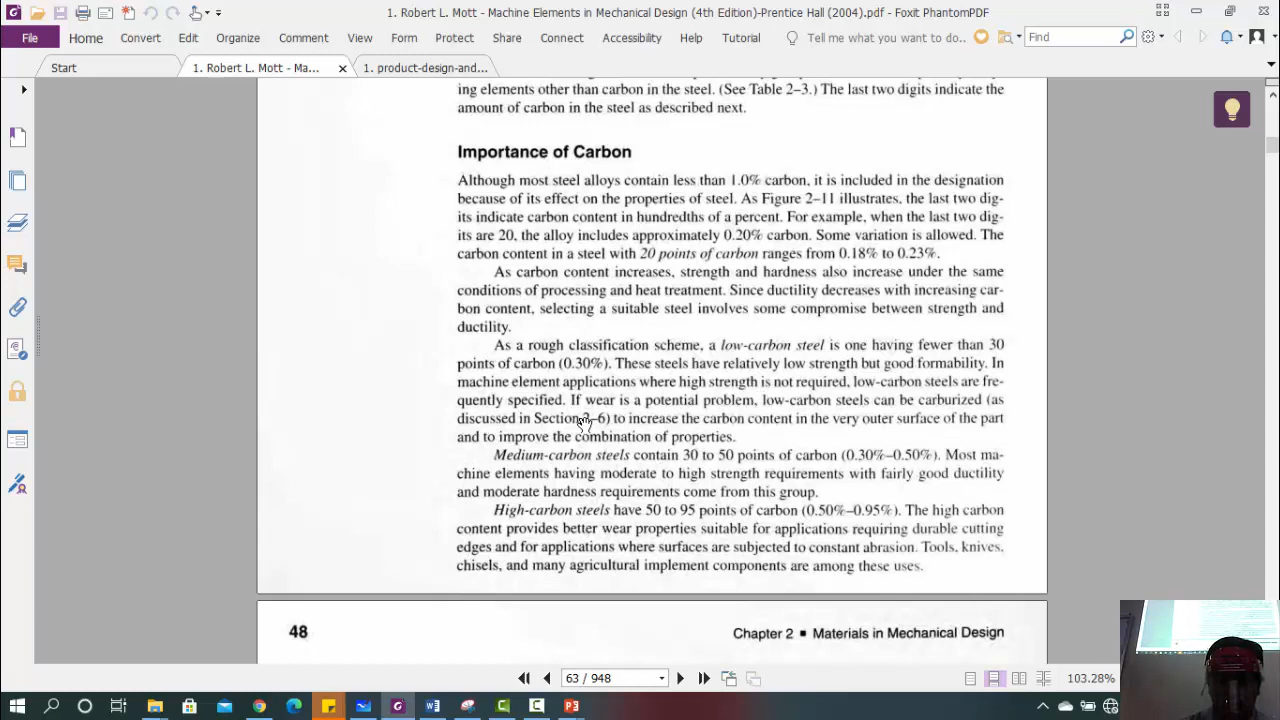 1. Robert L. Mott - Machine Elements in Mechanical Design (4th Edition)-Prentice Hall (2004).pdf - Foxit PhantomPDF
File Home Convert Edit Organize Comment View Form Protect Share Connect Accessibility Help Tutorial Tell me what you want to do.. Find
Start 1. Robert L. Mott - Ma... 1. product-design-and...
ing elements other than carbon in the steel. (See Table 2–3.) The last two digits indicate the
amount of carbon in the steel as described next.
Importance of Carbon
Although most steel alloys contain less than 1.0% carbon, it is included in the designation
because of its effect on the properties of steel. As Figure 2–11 illustrates, the last two dig-
its indicate carbon content in hundredths of a percent. For example, when the last two dig-
its are 20, the alloy includes approximately 0.20% carbon. Some variation is allowed. The
carbon content in a steel with 20 points of carbon ranges from 0.18% to 0.23%.
As carbon content increases, strength and hardness also increase under the same
conditions of processing and heat treatment. Since ductility decreases with increasing car-
bon content, selecting a suitable steel involves some compromise between strength and
ductility.
As a rough classification scheme, a low-carbon steel is one having fewer than 30
points of carbon (0.30%). These steels have relatively low strength but good formability. In
machine element applications where high strength is not required, low-carbon steels are fre-
quently specified. If wear is a potential problem, low-carbon steels can be carburized (as
discussed in Section –6) to increase the carbon content in the very outer surface of the part
and to improve the combination of properties.
Medium-carbon steels contain 30 to 50 points of carbon (0.30%–0.50%). Most ma-
chine elements having moderate to high strength requirements with fairly good ductility
and moderate hardness requirements come from this group.
High-carbon steels have 50 to 95 points of carbon (0.50%–0.95%). The high carbon
content provides better wear properties suitable for applications requiring durable cutting
edges and for applications where surfaces are subjected to constant abrasion. Tools, knives,
chisels, and many agricultural implement components are among these uses.
48 Chapter 2 ■ Materials in Mechanical Design
63 / 948 103.28%